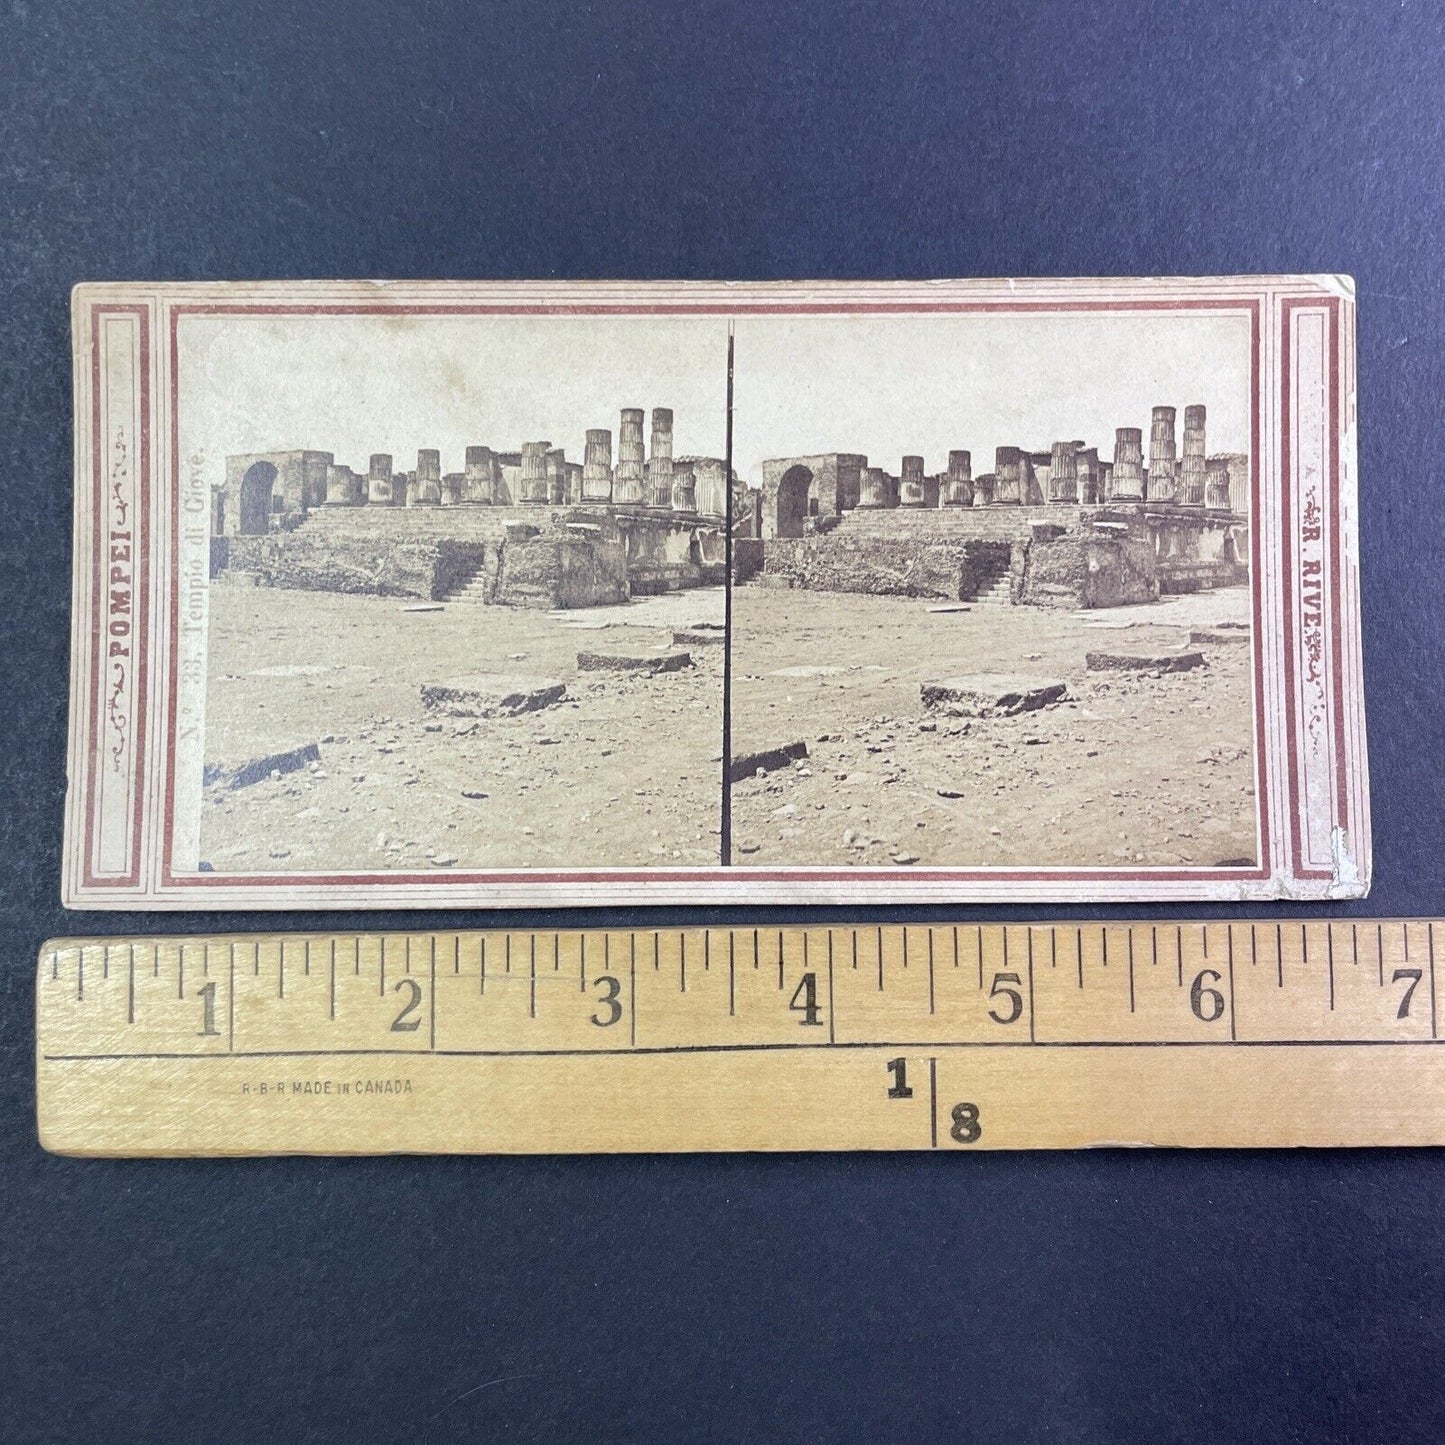 POMPEI
N.º 33. Tempio di Giove.
R. RIVE
1 2 3 4 5 6 7
R-B-R MADE IN CANADA
1
8